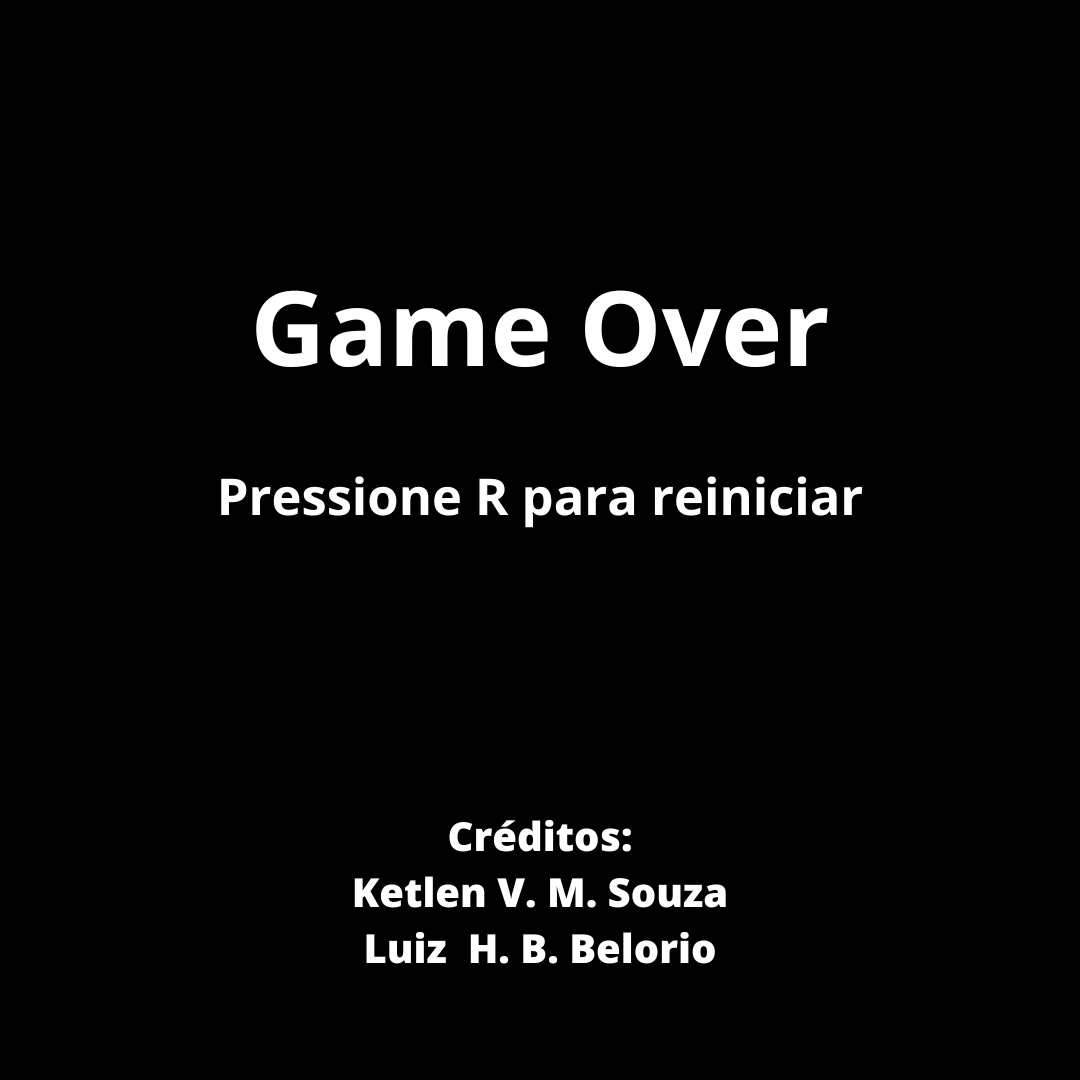 Game Over
Pressione R para reiniciar
Créditos:
Ketlen V. M. Souza
Luiz  H. B. Belorio